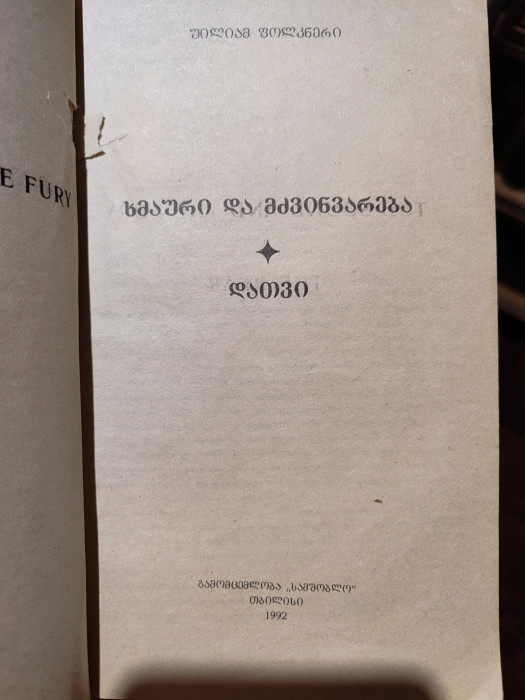 E FURY
უილიამ ფოლკნერი
ხმაური და მძვინვარება
დათვი
გამომცემლობა „სამშობლო“
თბილისი
1992